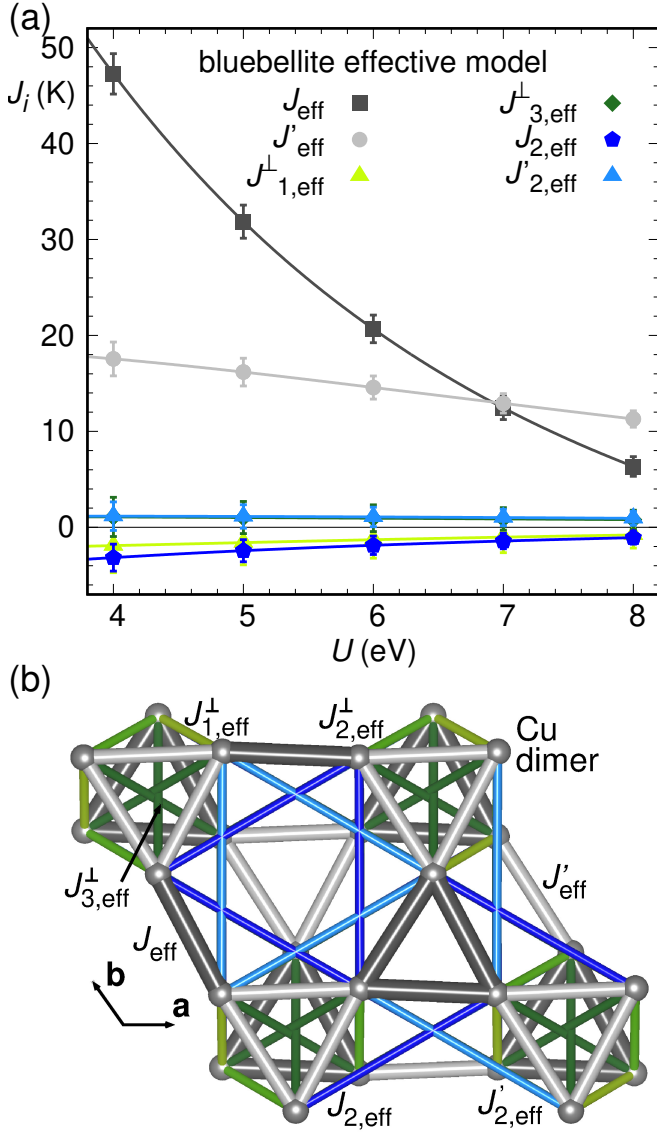 (a)
50
J_i (K)
40
30
20
10
0
4
5
6
7
8
U (eV)
bluebellite effective model
J_eff
J'_eff
J^⊥_1,eff
J^⊥_3,eff
J_2,eff
J'_2,eff
(b)
J^⊥_1,eff
J^⊥_2,eff
Cu
dimer
J^⊥_3,eff
J'_eff
J_eff
b
a
J_2,eff
J'_2,eff